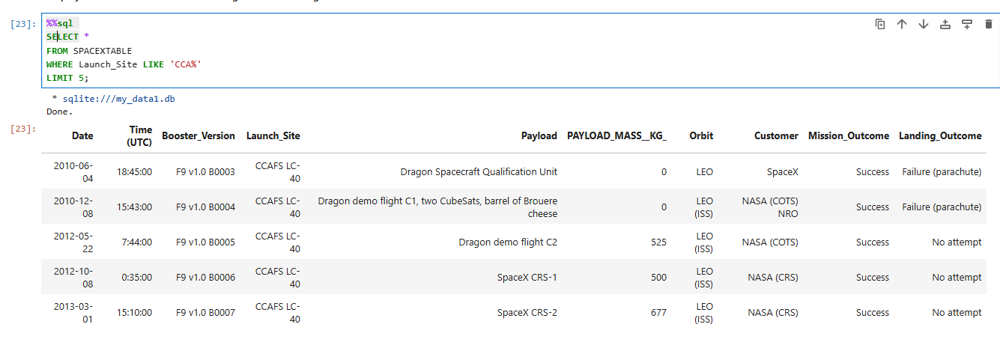 [23]:
%%sql
SELECT *
FROM SPACEXTABLE
WHERE Launch_Site LIKE 'CCA%'
LIMIT 5;
* sqlite:///my_data1.db
Done.
[23]:
Date Time (UTC) Booster_Version Launch_Site Payload PAYLOAD_MASS__KG_ Orbit Customer Mission_Outcome Landing_Outcome
2010-06-04 18:45:00 F9 v1.0 B0003 CCAFS LC-40 Dragon Spacecraft Qualification Unit 0 LEO SpaceX Success Failure (parachute)
2010-12-08 15:43:00 F9 v1.0 B0004 CCAFS LC-40 Dragon demo flight C1, two CubeSats, barrel of Brouere cheese 0 LEO (ISS) NASA (COTS) NRO Success Failure (parachute)
2012-05-22 7:44:00 F9 v1.0 B0005 CCAFS LC-40 Dragon demo flight C2 525 LEO (ISS) NASA (COTS) Success No attempt
2012-10-08 0:35:00 F9 v1.0 B0006 CCAFS LC-40 SpaceX CRS-1 500 LEO (ISS) NASA (CRS) Success No attempt
2013-03-01 15:10:00 F9 v1.0 B0007 CCAFS LC-40 SpaceX CRS-2 677 LEO (ISS) NASA (CRS) Success No attempt